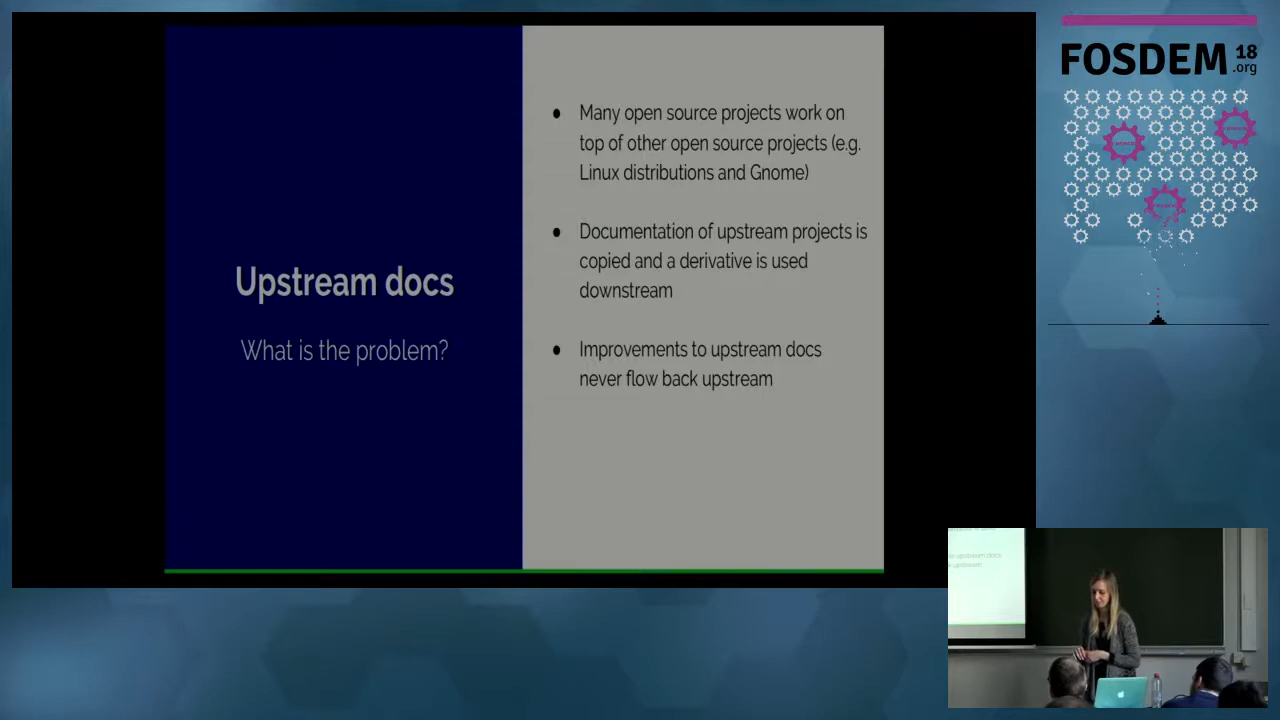 Upstream docs
What is the problem?
● Many open source projects work on
top of other open source projects (e.g.
Linux distributions and Gnome)
● Documentation of upstream projects is
copied and a derivative is used
downstream
● Improvements to upstream docs
never flow back upstream
FOSDEM 18
.org